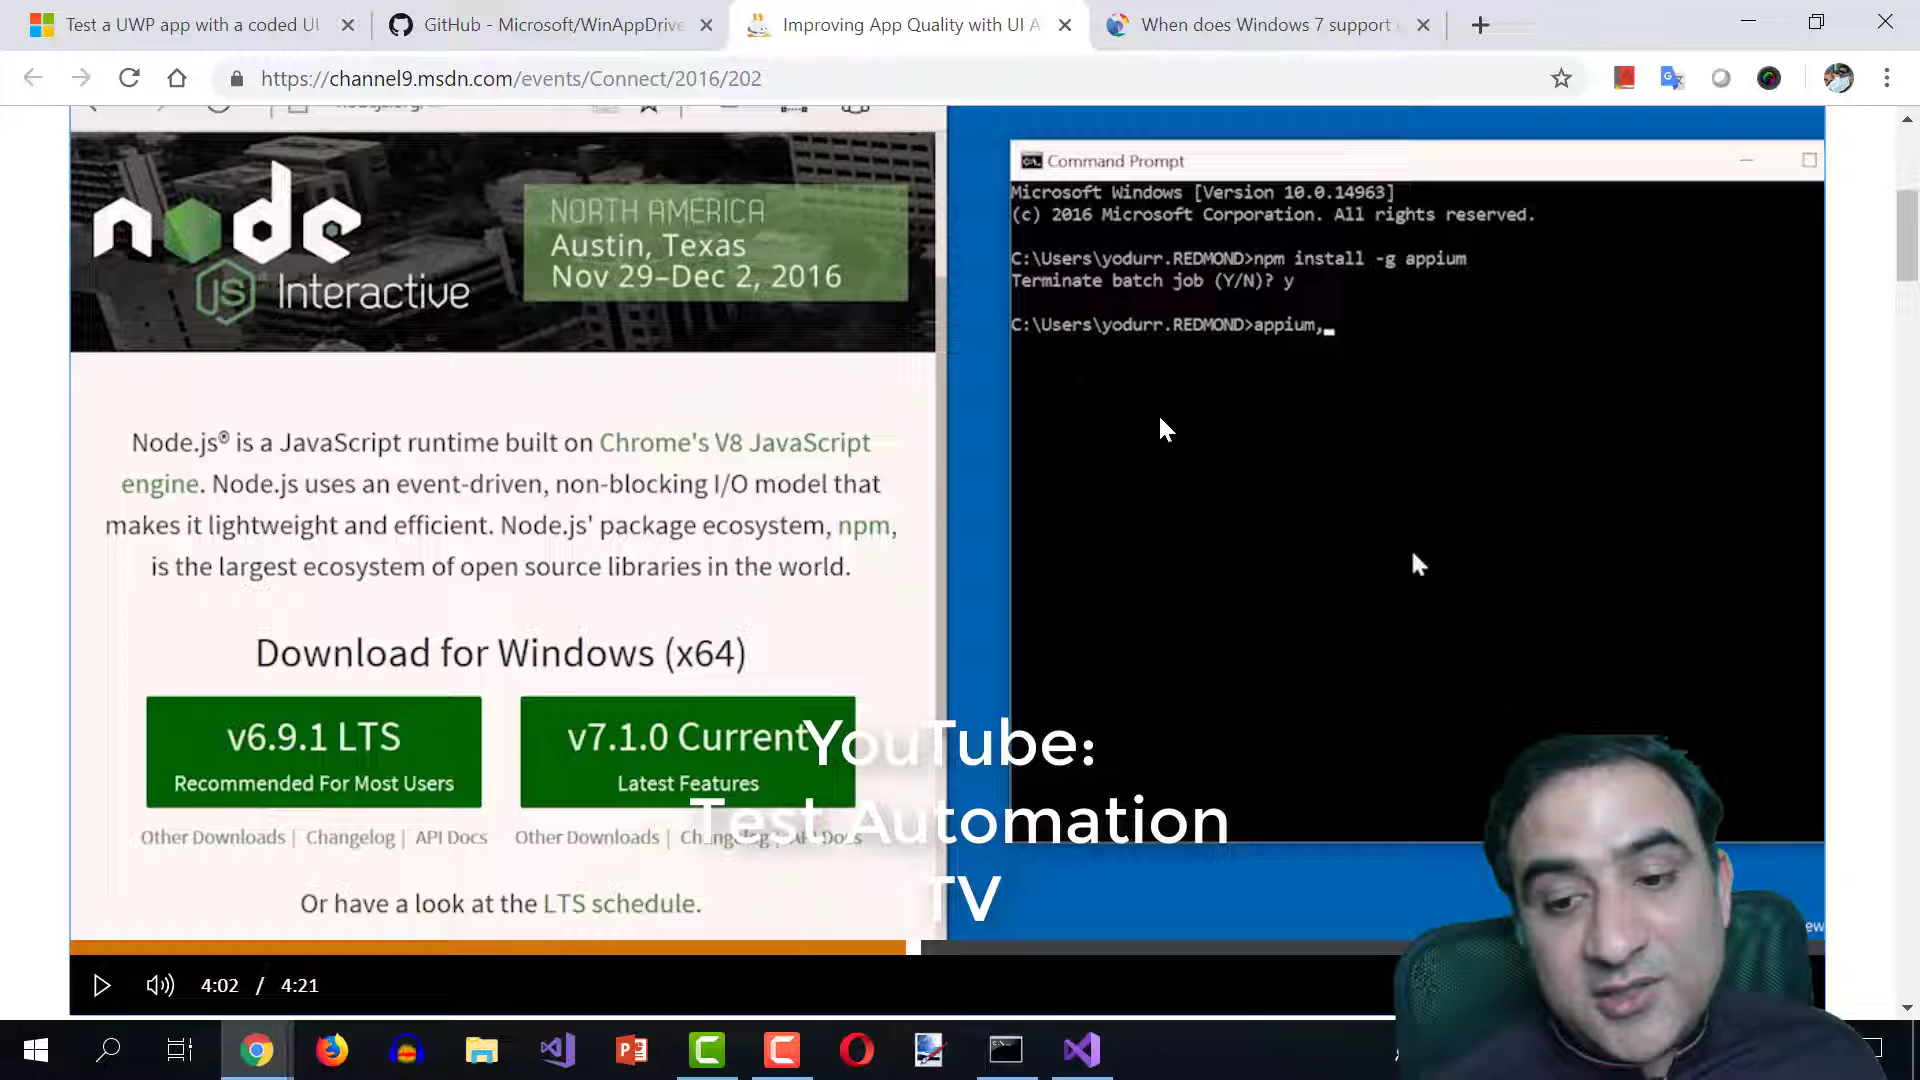 Test a UWP app with a coded UI
GitHub - Microsoft/WinAppDrive
Improving App Quality with UI A
When does Windows 7 support
https://channel9.msdn.com/events/Connect/2016/202
node
JS Interactive
NORTH AMERICA
Austin, Texas
Nov 29–Dec 2, 2016
Node.js® is a JavaScript runtime built on Chrome's V8 JavaScript
engine. Node.js uses an event-driven, non-blocking I/O model that
makes it lightweight and efficient. Node.js' package ecosystem, npm,
is the largest ecosystem of open source libraries in the world.
Download for Windows (x64)
v6.9.1 LTS
Recommended For Most Users
v7.1.0 Current
Latest Features
Other Downloads | Changelog | API Docs
Other Downloads | Changelog | API Docs
Or have a look at the LTS schedule.
Command Prompt
Microsoft Windows [Version 10.0.14963]
(c) 2016 Microsoft Corporation. All rights reserved.
C:\Users\yodurr.REDMOND>npm install -g appium
Terminate batch job (Y/N)? y
C:\Users\yodurr.REDMOND>appium,
YouTube:
Test Automation
TV
4:02 / 4:21